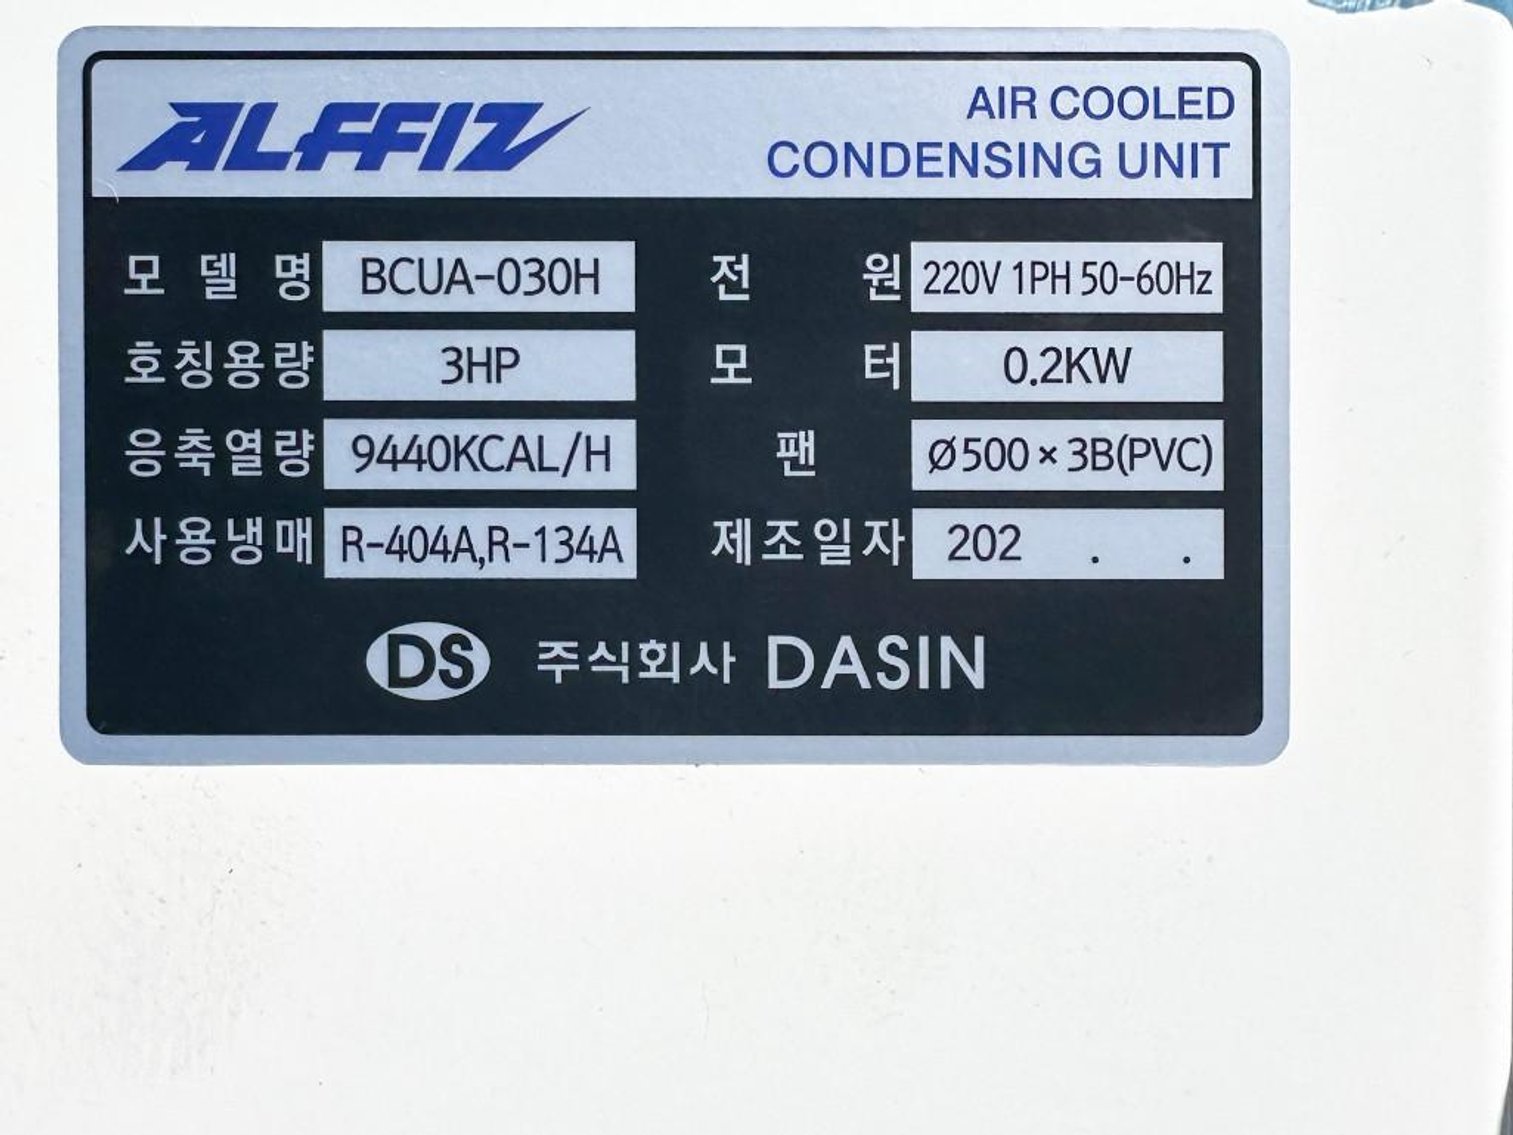 ALFFIZ AIR COOLED
CONDENSING UNIT
모델명 BCUA-030H 전원 220V 1PH 50-60Hz
호칭용량 3HP 모터 0.2KW
응축열량 9440KCAL/H 팬 Ø500×3B(PVC)
사용냉매 R-404A,R-134A 제조일자 202 . .
DS 주식회사 DASIN